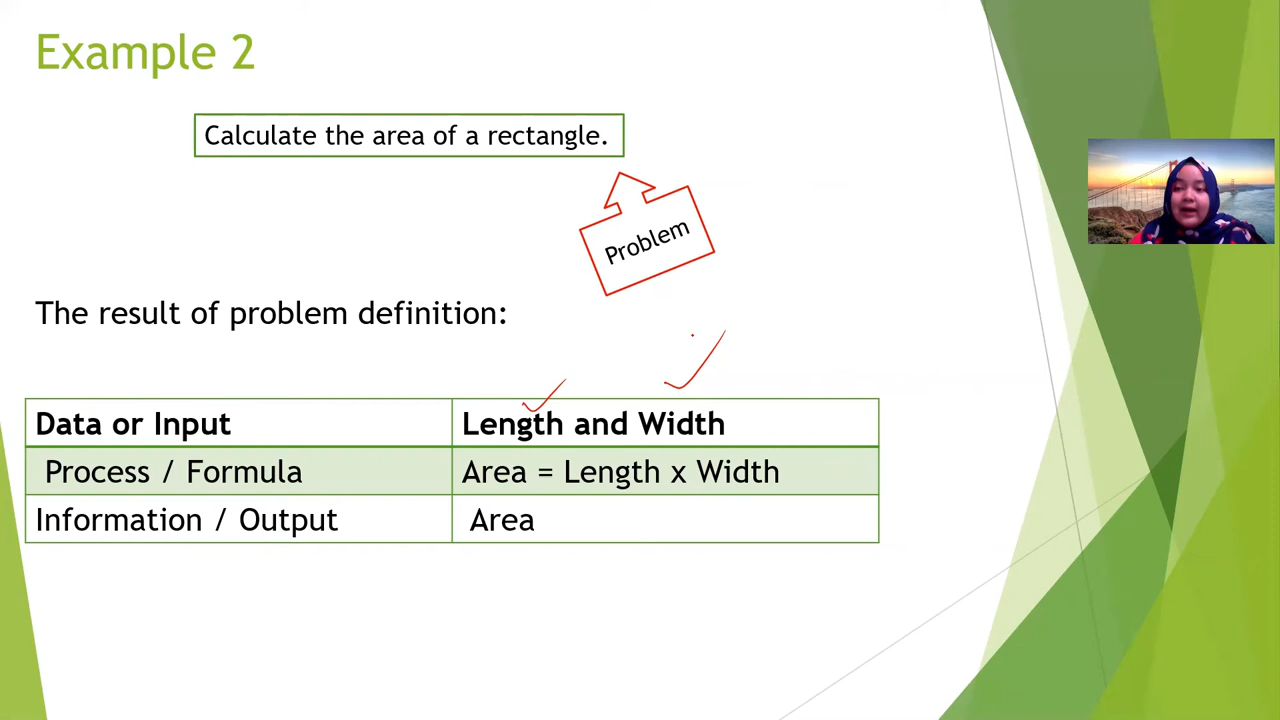 Example 2
Calculate the area of a rectangle.
Problem
The result of problem definition:
Data or Input
Length and Width
Process / Formula
Area = Length x Width
Information / Output
Area